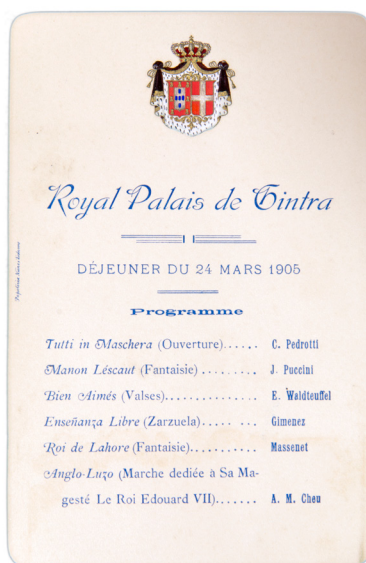 Royal Palais de Cintra
DÉJEUNER DU 24 MARS 1905
Programme
Tutti in Maschera (Ouverture)...... C. Pedrotti
Manon Léscaut (Fantaisie)......... J. Puccini
Bien Aimés (Valses)............... E. Waldteuffel
Enseñanza Libre (Zarzuela)..... ... Gimenez
Roi de Lahore (Fantaisie).......... Massenet
Anglo-Luzo (Marche dediée à Sa Ma-
gesté Le Roi Edouard VII)....... A. M. Cheu